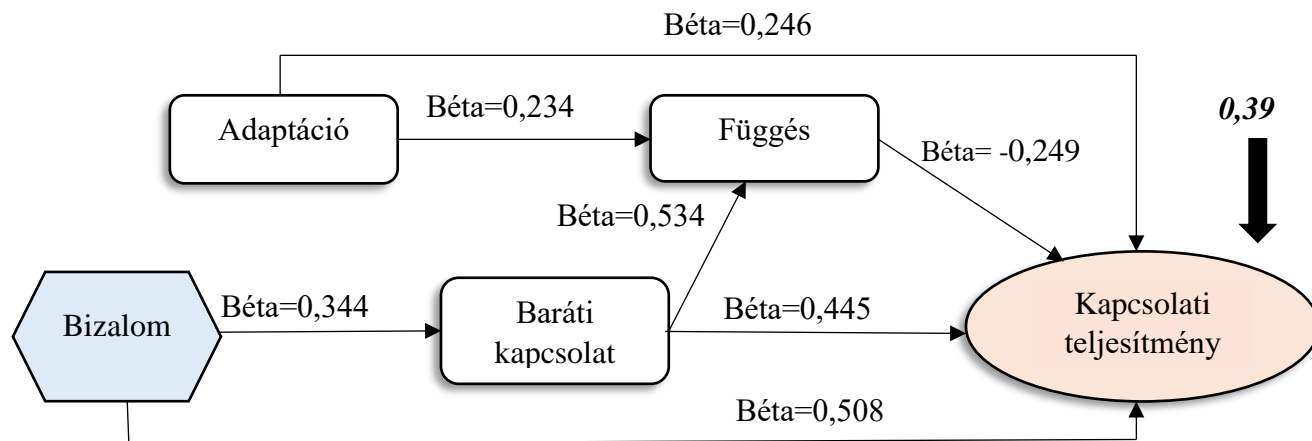 Béta=0,246
Adaptáció
Béta=0,234
Függés
0,39
Béta= -0,249
Béta=0,534
Bizalom
Béta=0,344
Baráti
kapcsolat
Béta=0,445
Kapcsolati
teljesítmény
Béta=0,508